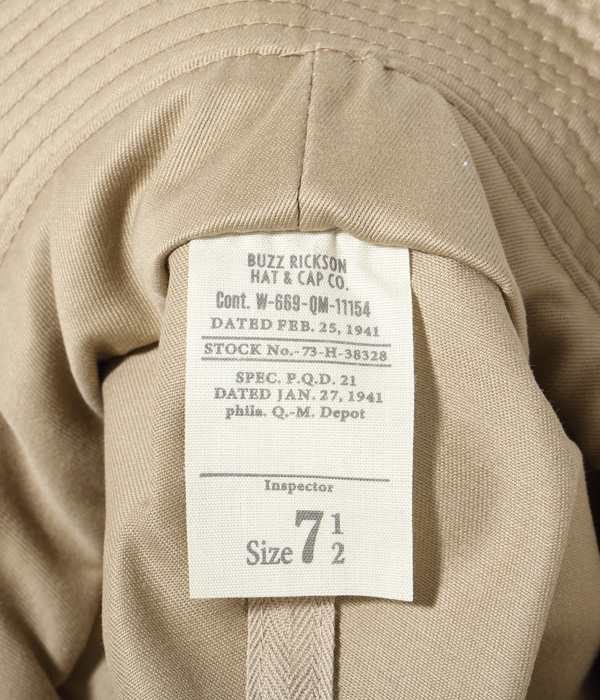 BUZZ RICKSON
HAT & CAP CO.
Cont. W-669-QM-11154
DATED FEB. 25, 1941
STOCK No.-73-H-38328
SPEC. P.Q.D. 21
DATED JAN. 27, 1941
phila. Q.-M. Depot
Inspector
Size 7 1/2